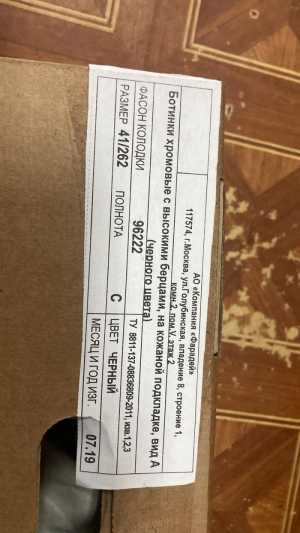 АО «Компания «Фарадей»
117574, г.Москва, ул.Голубинская, владение 8, строение 1,
комн.2, пом.V, этаж 2
Ботинки хромовые с высокими берцами, на кожаной подкладке, вид А
(черного цвета)
ФАСОН КОЛОДКИ 96222 ТУ 8811-137-08836809-2011, изв.1,2,3
РАЗМЕР 41/262 ПОЛНОТА С ЦВЕТ ЧЕРНЫЙ
МЕСЯЦ И ГОД ИЗГ. 07.19